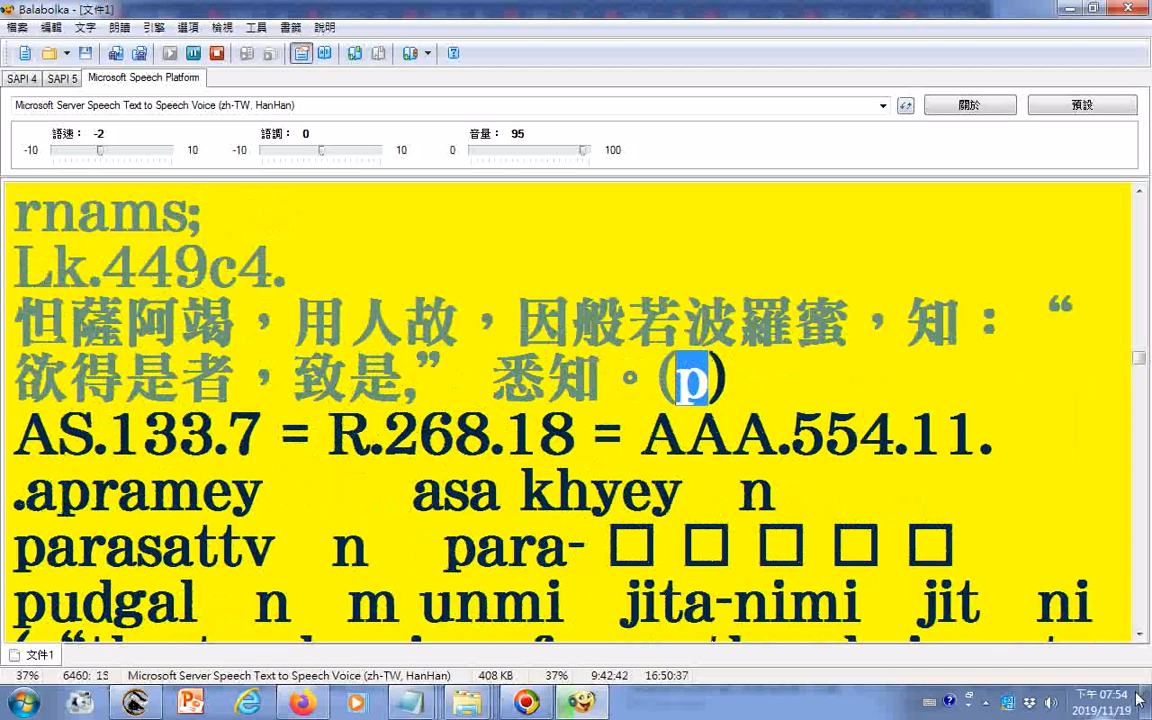 Balabolka - [文件1]
檔案 編輯 文字 朗讀 引擎 選項 檢視 工具 書籤 說明
SAPI 4 SAPI 5 Microsoft Speech Platform
Microsoft Server Speech Text to Speech Voice (zh-TW, HanHan) 關於 預設
語速： -2 語調： 0 音量： 95
-10 10 -10 10 0 100
rnams;
Lk.449c4.
怛薩阿竭，用人故，因般若波羅蜜，知：“
欲得是者，致是,” 悉知。(p)
AS.133.7 = R.268.18 = AAA.554.11.
.apramey asa khyey n
parasattv n para- □ □ □ □ □
pudgal n m unmi jita-nimi jit ni
文件1
37% 6460: 13 Microsoft Server Speech Text to Speech Voice (zh-TW, HanHan) 408 KB 37% 9:42:42 16:50:37
下午 07:54
2019/11/19